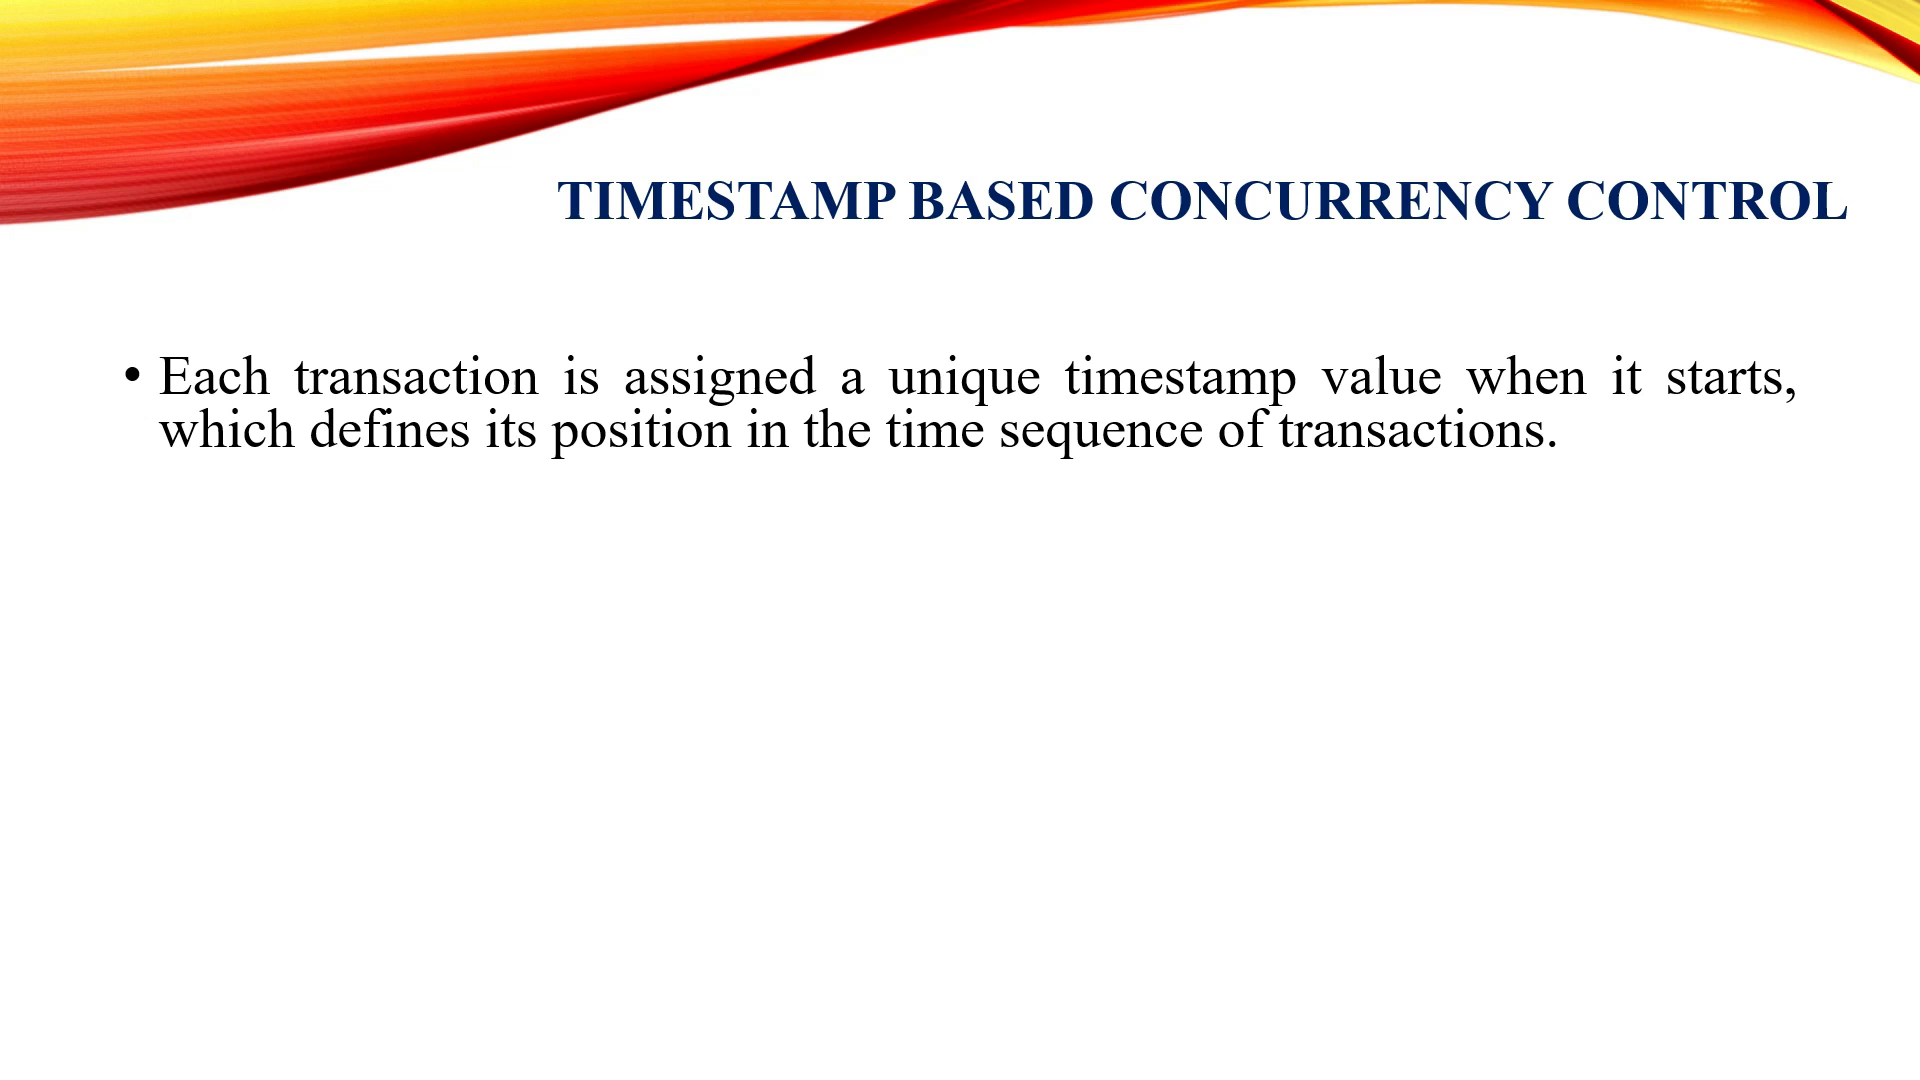 TIMESTAMP BASED CONCURRENCY CONTROL
• Each transaction is assigned a unique timestamp value when it starts,
which defines its position in the time sequence of transactions.